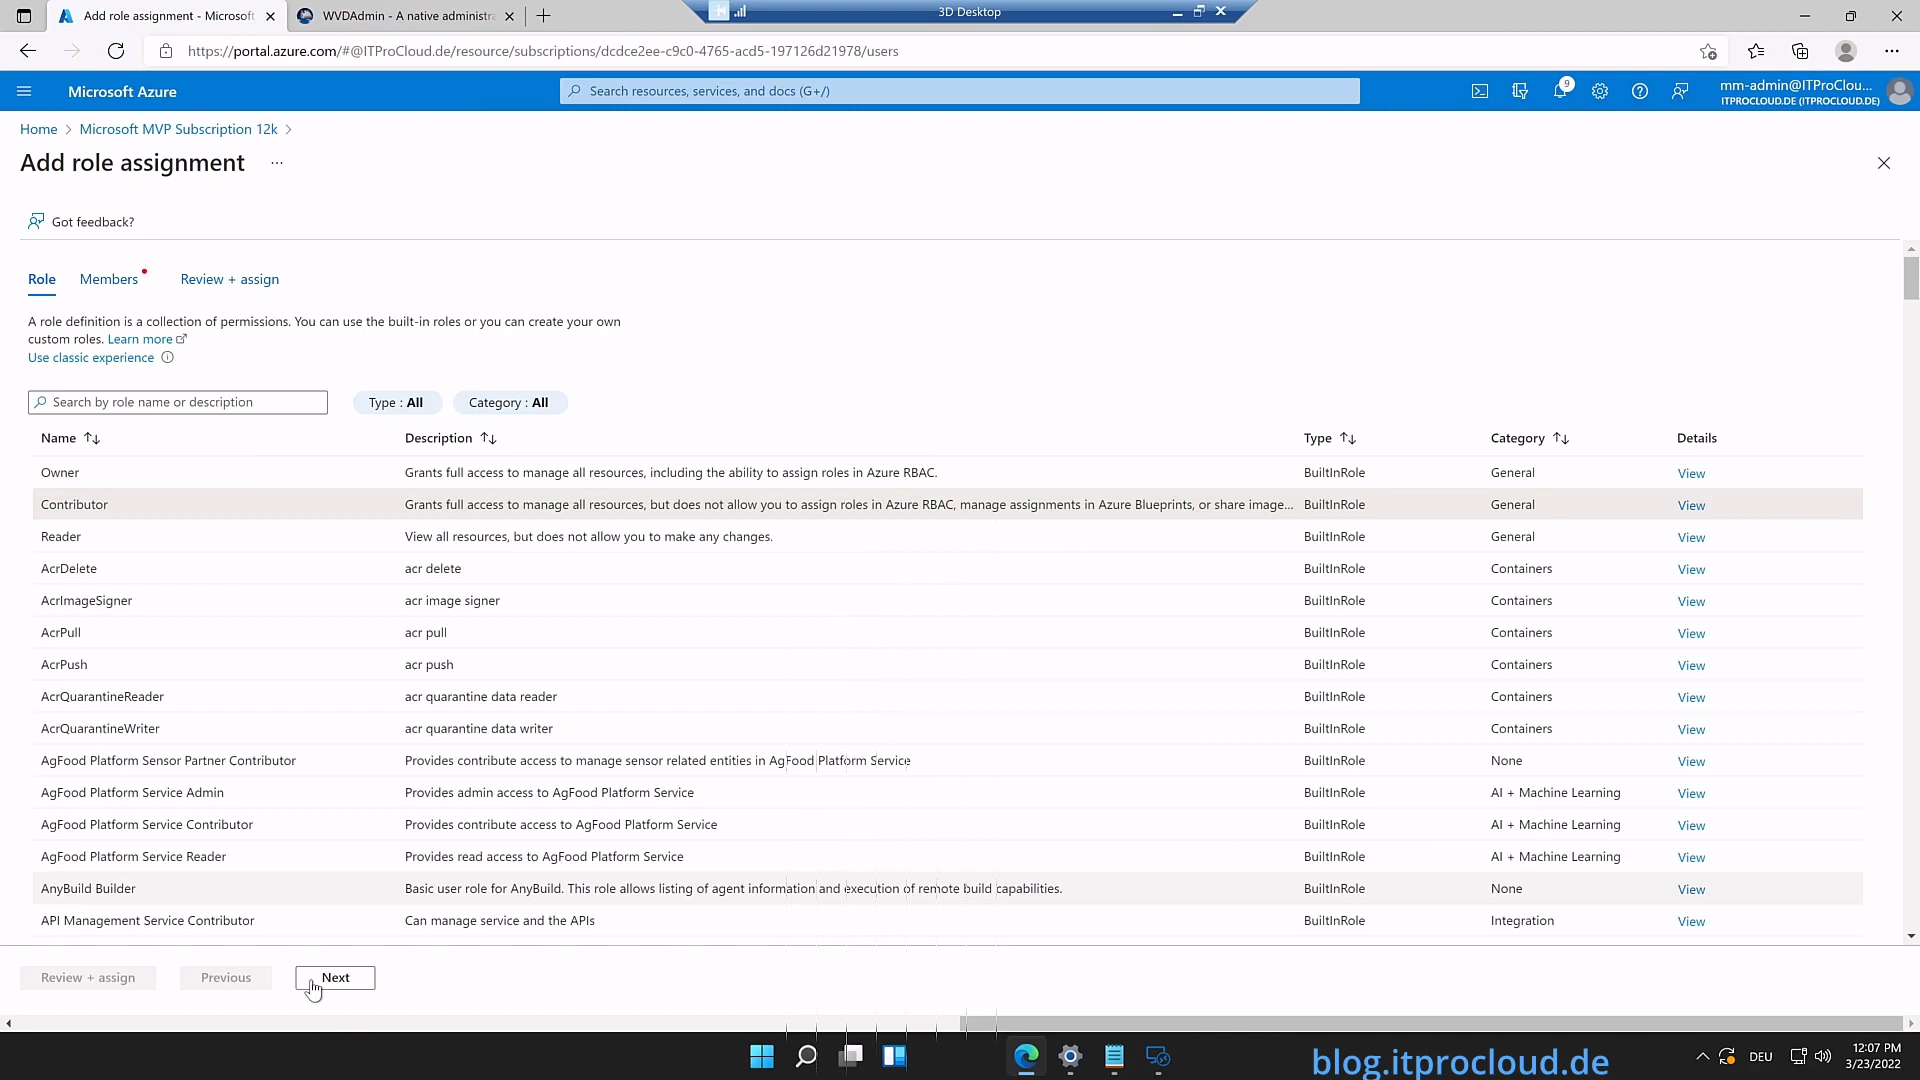 Add role assignment - Microsoft
WVDAdmin - A native administra
3D Desktop
https://portal.azure.com/#@ITProCloud.de/resource/subscriptions/dcdce2ee-c9c0-4765-acd5-197126d21978/users
Microsoft Azure
Search resources, services, and docs (G+/)
9
mm-admin@ITProClou...
ITPROCLOUD.DE (ITPROCLOUD.DE)
Home > Microsoft MVP Subscription 12k >
Add role assignment ...
Got feedback?
Role Members Review + assign
A role definition is a collection of permissions. You can use the built-in roles or you can create your own
custom roles. Learn more
Use classic experience
Search by role name or description
Type : All
Category : All
Name Description Type Category Details
Owner Grants full access to manage all resources, including the ability to assign roles in Azure RBAC. BuiltInRole General View
Contributor Grants full access to manage all resources, but does not allow you to assign roles in Azure RBAC, manage assignments in Azure Blueprints, or share image... BuiltInRole General View
Reader View all resources, but does not allow you to make any changes. BuiltInRole General View
AcrDelete acr delete BuiltInRole Containers View
AcrImageSigner acr image signer BuiltInRole Containers View
AcrPull acr pull BuiltInRole Containers View
AcrPush acr push BuiltInRole Containers View
AcrQuarantineReader acr quarantine data reader BuiltInRole Containers View
AcrQuarantineWriter acr quarantine data writer BuiltInRole Containers View
AgFood Platform Sensor Partner Contributor Provides contribute access to manage sensor related entities in AgFood Platform Service BuiltInRole None View
AgFood Platform Service Admin Provides admin access to AgFood Platform Service BuiltInRole AI + Machine Learning View
AgFood Platform Service Contributor Provides contribute access to AgFood Platform Service BuiltInRole AI + Machine Learning View
AgFood Platform Service Reader Provides read access to AgFood Platform Service BuiltInRole AI + Machine Learning View
AnyBuild Builder Basic user role for AnyBuild. This role allows listing of agent information and execution of remote build capabilities. BuiltInRole None View
API Management Service Contributor Can manage service and the APIs BuiltInRole Integration View
Review + assign Previous Next
blog.itprocloud.de
DEU
12:07 PM
3/23/2022